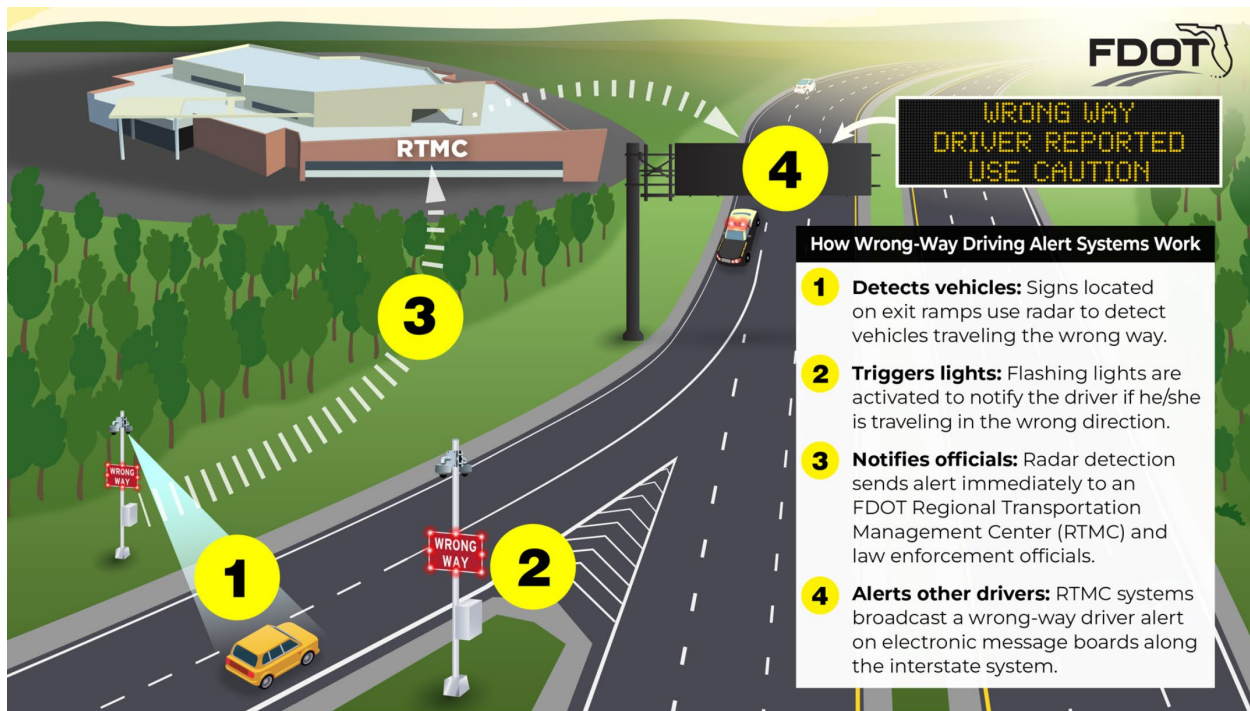 FDOT
WRONG WAY
DRIVER REPORTED
USE CAUTION
RTMC
4
3
WRONG
WAY
1
WRONG
WAY
2
How Wrong-Way Driving Alert Systems Work
1 Detects vehicles: Signs located
on exit ramps use radar to detect
vehicles traveling the wrong way.
2 Triggers lights: Flashing lights are
activated to notify the driver if he/she
is traveling in the wrong direction.
3 Notifies officials: Radar detection
sends alert immediately to an
FDOT Regional Transportation
Management Center (RTMC) and
law enforcement officials.
4 Alerts other drivers: RTMC systems
broadcast a wrong-way driver alert
on electronic message boards along
the interstate system.